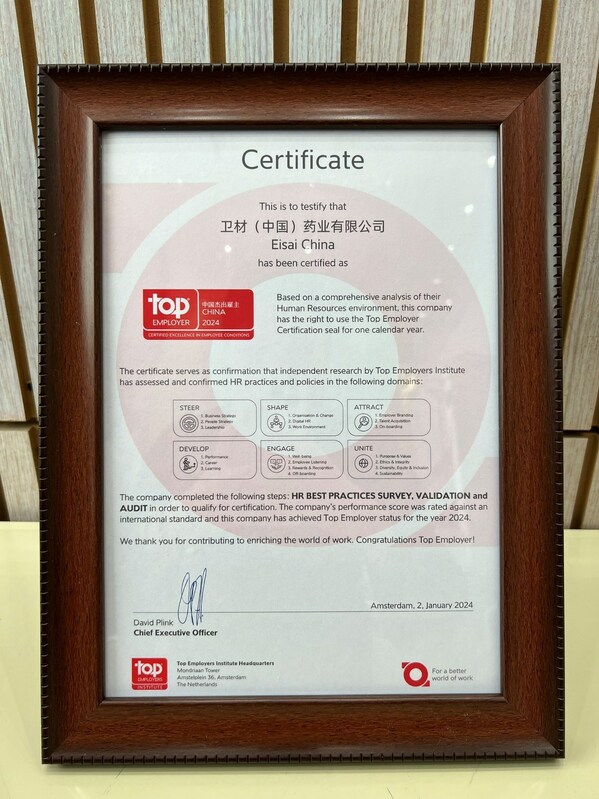 Certificate
This is to testify that
卫材（中国）药业有限公司
Eisai China
has been certified as
top
EMPLOYER
中国杰出雇主
CHINA
2024
CERTIFIED EXCELLENCE IN EMPLOYEE CONDITIONS
Based on a comprehensive analysis of their
Human Resources environment, this company
has the right to use the Top Employer
Certification seal for one calendar year.
The certificate serves as confirmation that independent research by Top Employers Institute
has assessed and confirmed HR practices and policies in the following domains:
STEER
1. Business Strategy
2. People Strategy
3. Leadership
SHAPE
1. Organisation & Change
2. Digital HR
3. Work Environment
ATTRACT
1. Employer Branding
2. Talent Acquisition
3. On-boarding
DEVELOP
1. Performance
2. Career
3. Learning
ENGAGE
1. Well-being
2. Employee Listening
3. Rewards & Recognition
4. Off-boarding
UNITE
1. Purpose & Values
2. Ethics & Integrity
3. Diversity, Equity & Inclusion
4. Sustainability
The company completed the following steps: HR BEST PRACTICES SURVEY, VALIDATION and
AUDIT in order to qualify for certification. The company's performance score was rated against an
international standard and this company has achieved Top Employer status for the year 2024.
We thank you for contributing to enriching the world of work. Congratulations Top Employer!
Amsterdam, 2, January 2024
David Plink
Chief Executive Officer
top
EMPLOYERS
INSTITUTE
Top Employers Institute Headquarters
Mondriaan Tower
Amstelplein 36, Amsterdam
The Netherlands
For a better
world of work